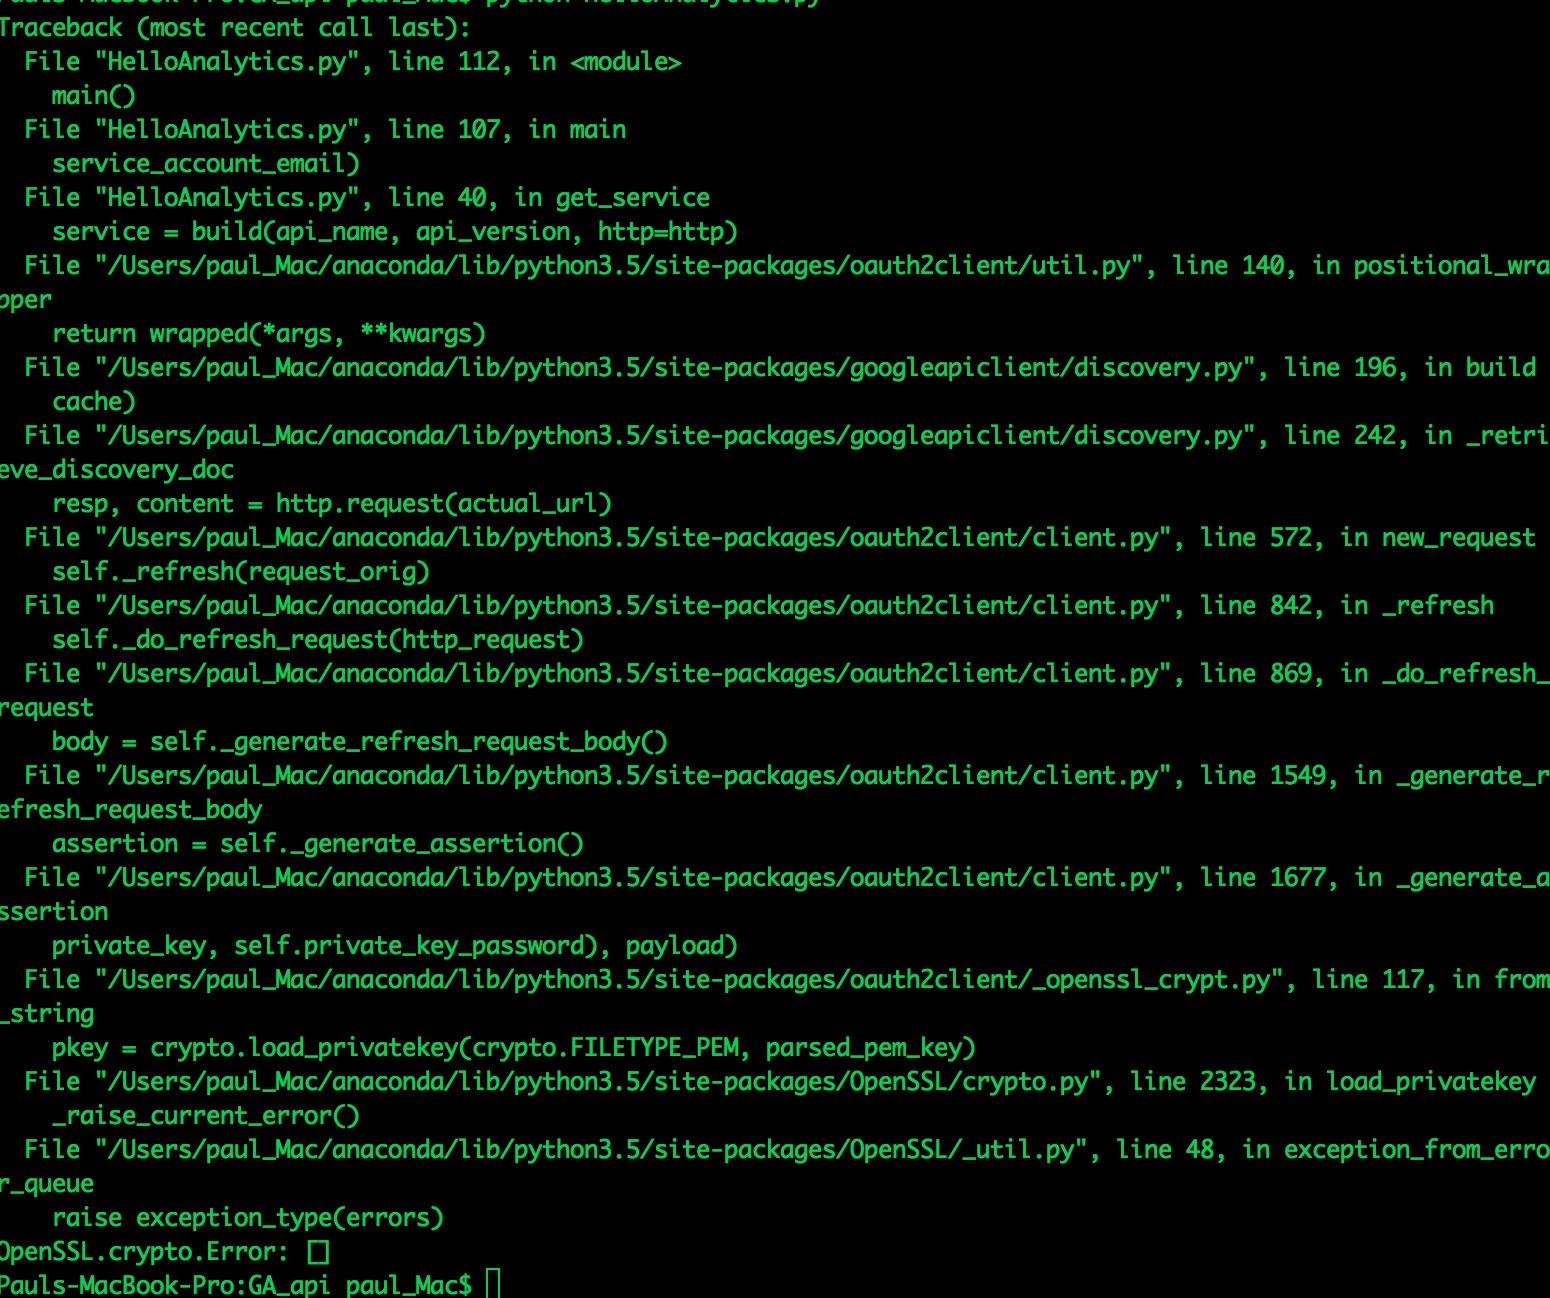 Pauls-MacBook-Pro:GA_api paul_Mac$ python HelloAnalytics.py
Traceback (most recent call last):
  File "HelloAnalytics.py", line 112, in <module>
    main()
  File "HelloAnalytics.py", line 107, in main
    service_account_email)
  File "HelloAnalytics.py", line 40, in get_service
    service = build(api_name, api_version, http=http)
  File "/Users/paul_Mac/anaconda/lib/python3.5/site-packages/oauth2client/util.py", line 140, in positional_wra
pper
    return wrapped(*args, **kwargs)
  File "/Users/paul_Mac/anaconda/lib/python3.5/site-packages/googleapiclient/discovery.py", line 196, in build
    cache)
  File "/Users/paul_Mac/anaconda/lib/python3.5/site-packages/googleapiclient/discovery.py", line 242, in _retri
eve_discovery_doc
    resp, content = http.request(actual_url)
  File "/Users/paul_Mac/anaconda/lib/python3.5/site-packages/oauth2client/client.py", line 572, in new_request
    self._refresh(request_orig)
  File "/Users/paul_Mac/anaconda/lib/python3.5/site-packages/oauth2client/client.py", line 842, in _refresh
    self._do_refresh_request(http_request)
  File "/Users/paul_Mac/anaconda/lib/python3.5/site-packages/oauth2client/client.py", line 869, in _do_refresh_
request
    body = self._generate_refresh_request_body()
  File "/Users/paul_Mac/anaconda/lib/python3.5/site-packages/oauth2client/client.py", line 1549, in _generate_r
efresh_request_body
    assertion = self._generate_assertion()
  File "/Users/paul_Mac/anaconda/lib/python3.5/site-packages/oauth2client/client.py", line 1677, in _generate_a
ssertion
    private_key, self.private_key_password), payload)
  File "/Users/paul_Mac/anaconda/lib/python3.5/site-packages/oauth2client/_openssl_crypt.py", line 117, in from
_string
    pkey = crypto.load_privatekey(crypto.FILETYPE_PEM, parsed_pem_key)
  File "/Users/paul_Mac/anaconda/lib/python3.5/site-packages/OpenSSL/crypto.py", line 2323, in load_privatekey
    _raise_current_error()
  File "/Users/paul_Mac/anaconda/lib/python3.5/site-packages/OpenSSL/_util.py", line 48, in exception_from_erro
r_queue
    raise exception_type(errors)
OpenSSL.crypto.Error: []
Pauls-MacBook-Pro:GA_api paul_Mac$